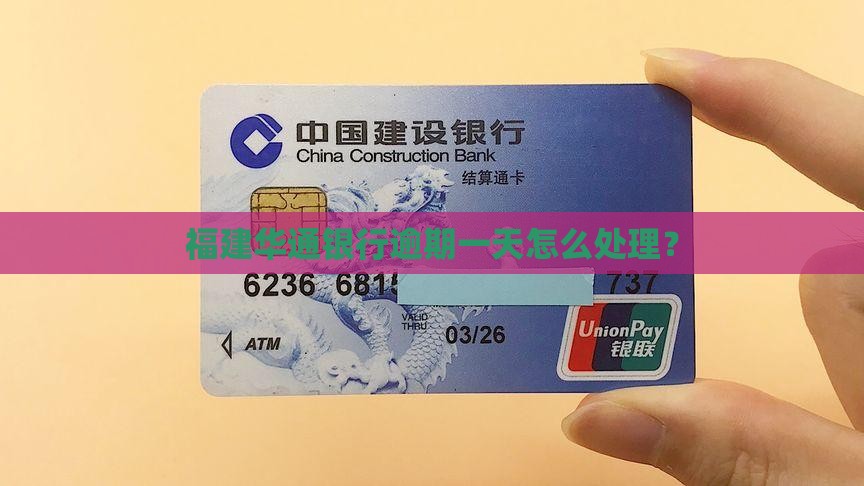 中国建设银行
China Construction Bank
结算通卡
福建华通银行逾期一天怎么处理？
6236 681 737
VALID
THRU
03/26
ATM
UnionPay
银联